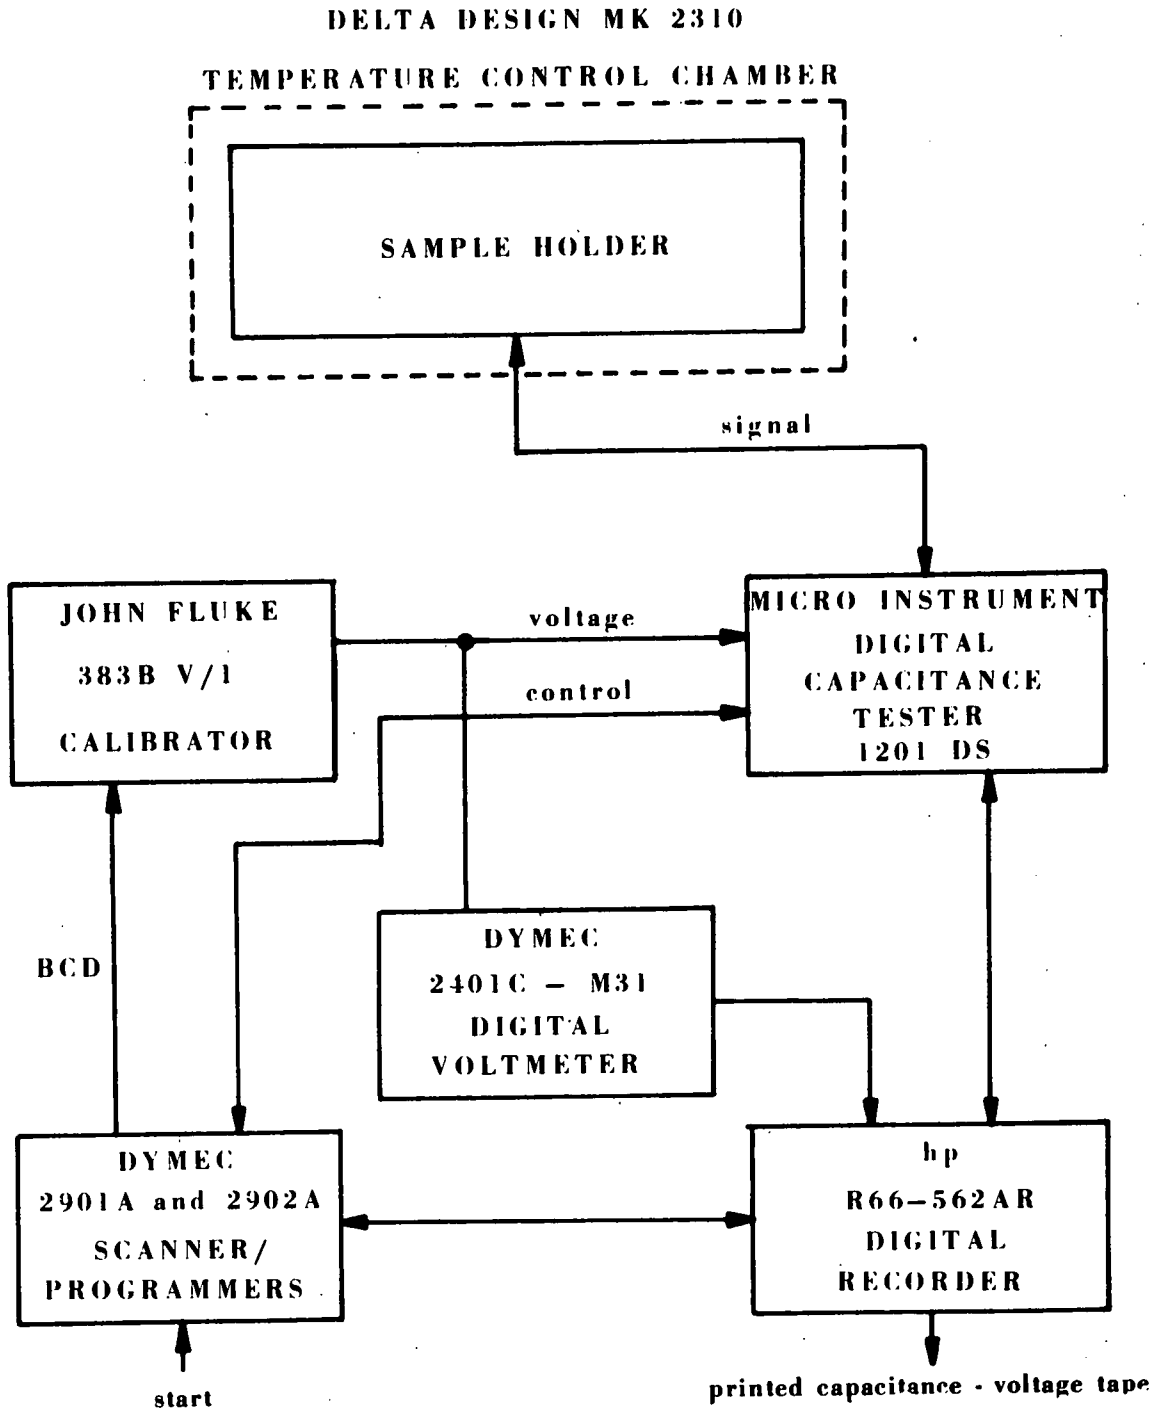 DELTA DESIGN MK 2310
TEMPERATURE CONTROL CHAMBER
SAMPLE HOLDER
signal
JOHN FLUKE
383B V/I
CALIBRATOR
voltage
control
MICRO INSTRUMENT
DIGITAL
CAPACITANCE
TESTER
1201 DS
BCD
DYMEC
2401C – M31
DIGITAL
VOLTMETER
DYMEC
2901A and 2902A
SCANNER/
PROGRAMMERS
hp
R66–562AR
DIGITAL
RECORDER
start
printed capacitance - voltage tape